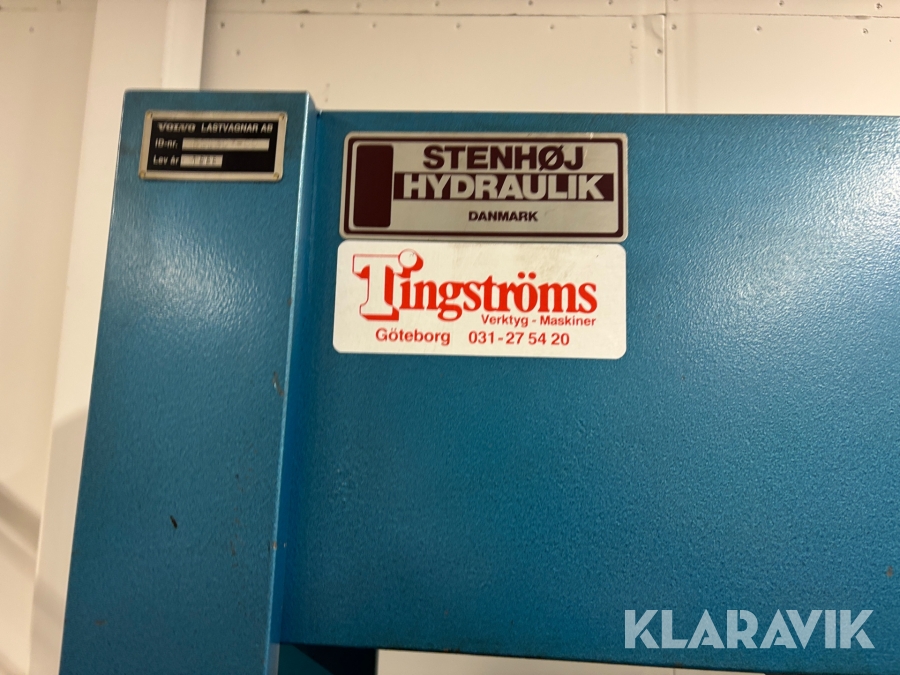 VOLVO LASTVAGNAR AB
ID-nr.
Lev År
STENHØJ
HYDRAULIK
DANMARK
Tingströms
Verktyg - Maskiner
Göteborg 031-27 54 20
KLARAVIK